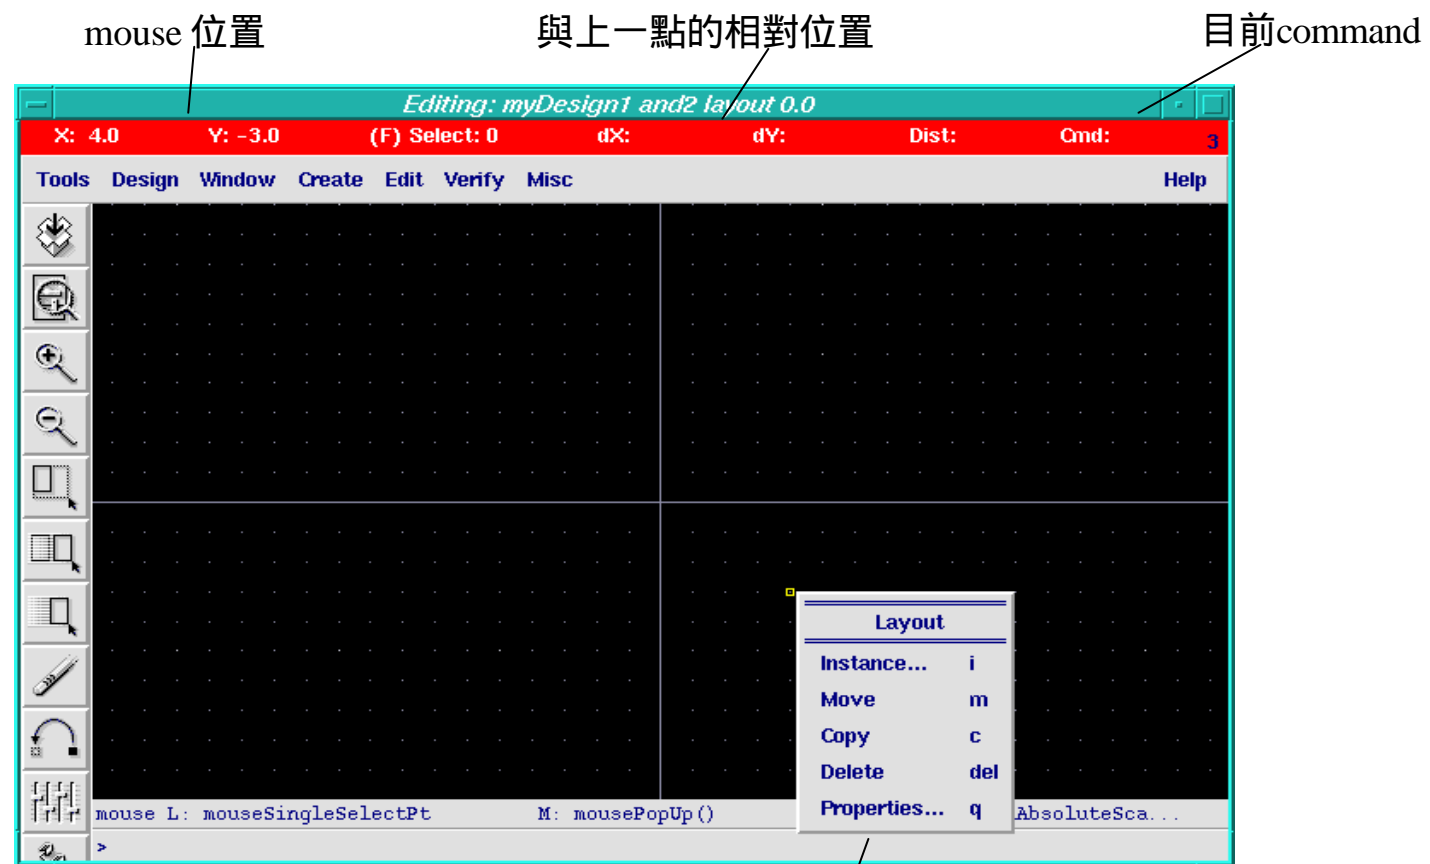 mouse 位置 與上一點的相對位置 目前command
Editing: myDesign1 and2 layout 0.0
X: 4.0 Y: -3.0 (F) Select: 0 dX: dY: Dist: Cmd: 3
Tools Design Window Create Edit Verify Misc Help
Layout
Instance... i
Move m
Copy c
Delete del
Properties... q
mouse L: mouseSingleSelectPt M: mousePopUp() AbsoluteSca...
>